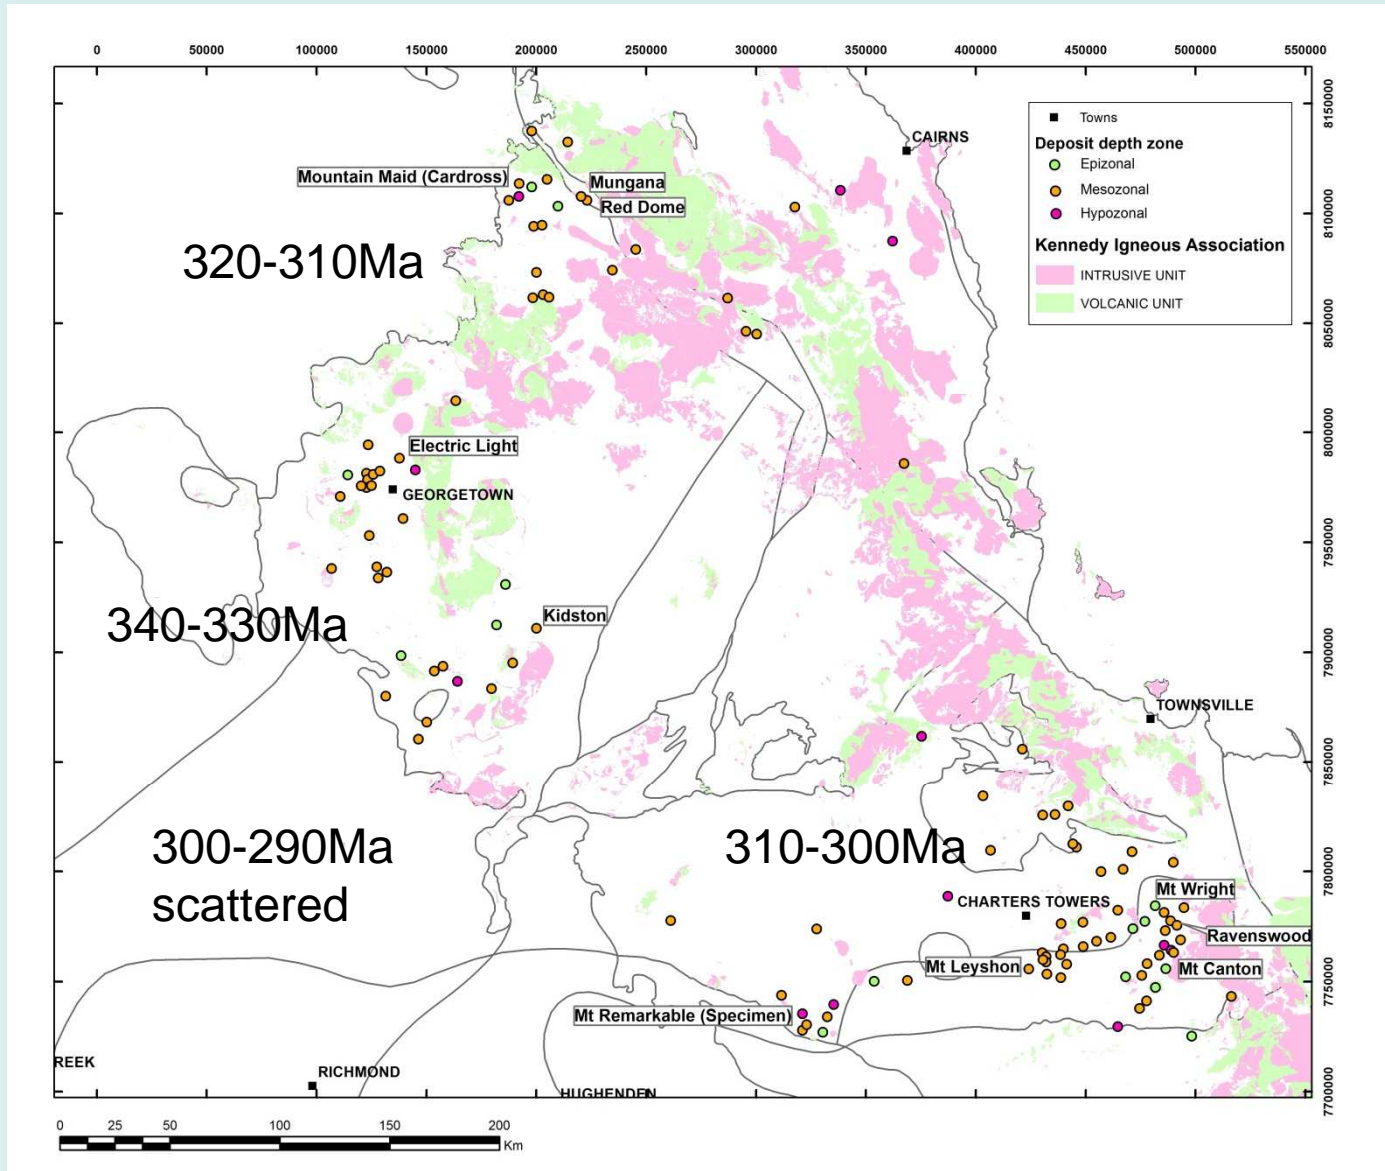 0 50000 100000 150000 200000 250000 300000 350000 400000 450000 500000 550000
8150000
8100000
8050000
8000000
7950000
7900000
7850000
7800000
7750000
7700000
Towns
Deposit depth zone
Epizonal
Mesozonal
Hypozonal
Kennedy Igneous Association
INTRUSIVE UNIT
VOLCANIC UNIT
CAIRNS
Mountain Maid (Cardross)
Mungana
Red Dome
320-310Ma
Electric Light
GEORGETOWN
340-330Ma
Kidston
TOWNSVILLE
300-290Ma
scattered
310-300Ma
Mt Wright
CHARTERS TOWERS
Ravenswood
Mt Leyshon
Mt Canton
Mt Remarkable (Specimen)
REEK
RICHMOND
HUGHENDEN
0 25 50 100 150 200
Km